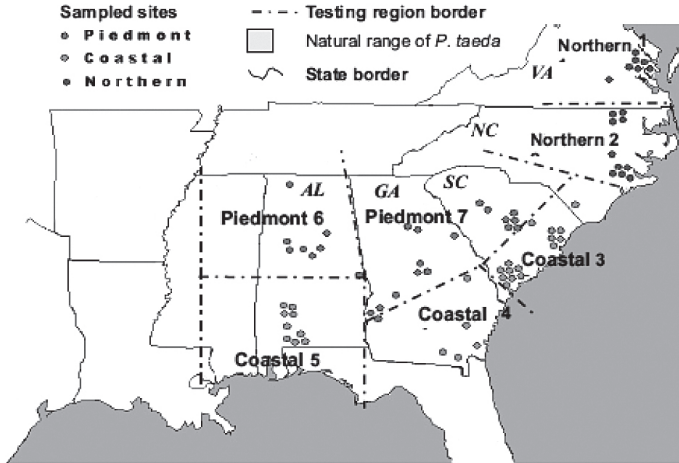 Sampled sites
Piedmont
Coastal
Northern
Testing region border
Natural range of P. taeda
State border
Northern 1
VA
NC
Northern 2
AL
GA
SC
Piedmont 6
Piedmont 7
Coastal 3
Coastal 4
Coastal 5